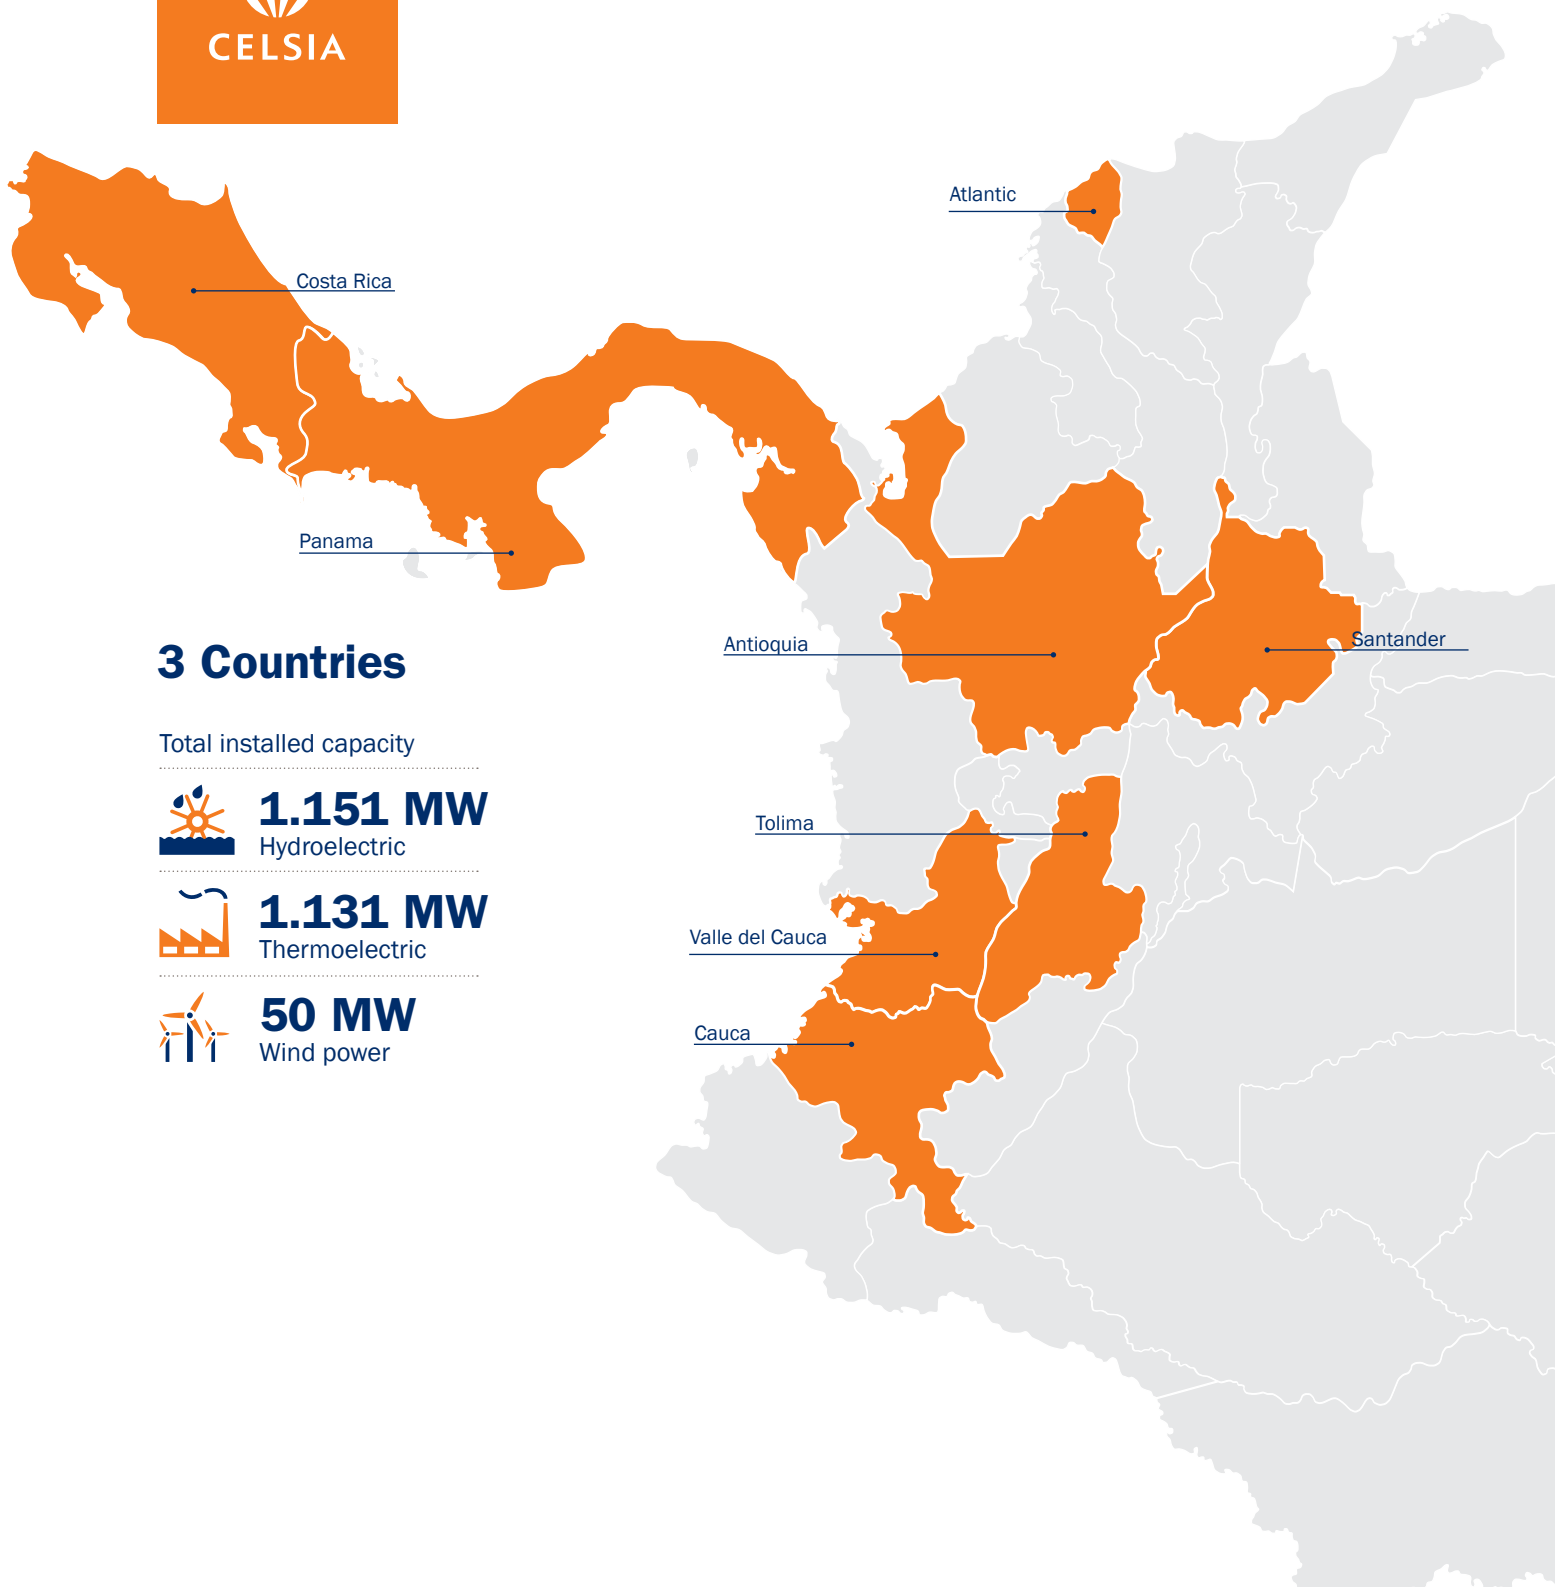 CELSIA
Atlantic
Costa Rica
Panama
3 Countries
Antioquia
Santander
Total installed capacity
1.151 MW
Hydroelectric
Tolima
1.131 MW
Thermoelectric
Valle del Cauca
50 MW
Wind power
Cauca